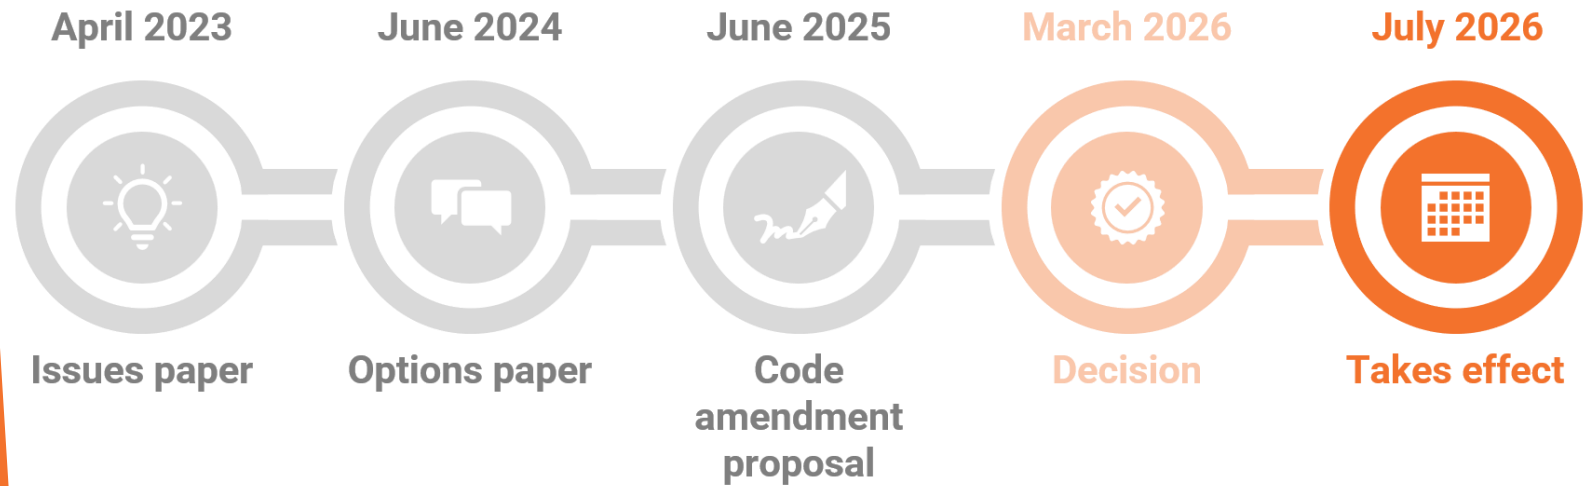 April 2023
June 2024
June 2025
March 2026
July 2026
Issues paper
Options paper
Code
amendment
proposal
Decision
Takes effect